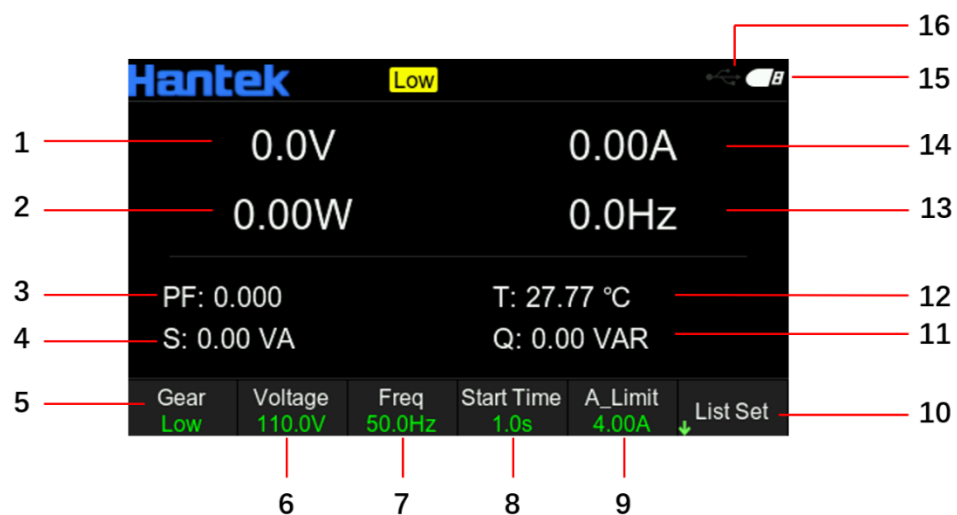 16
Hantek Low
15
1 0.0V 0.00A 14
2 0.00W 0.0Hz 13
3 PF: 0.000 T: 27.77 ℃ 12
4 S: 0.00 VA Q: 0.00 VAR 11
5 Gear Voltage Freq Start Time A_Limit List Set 10
Low 110.0V 50.0Hz 1.0s 4.00A
6 7 8 9